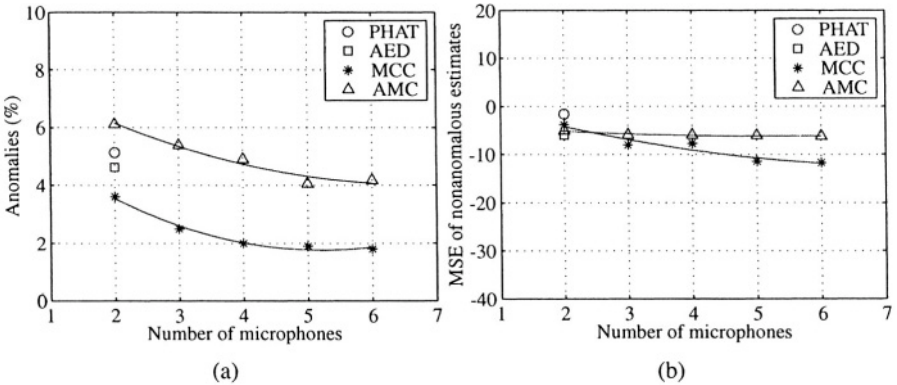 10
8
6
4
2
0
Anomalies (%)
PHAT
AED
MCC
AMC
1 2 3 4 5 6 7
Number of microphones
(a)
20
10
0
-10
-20
-30
-40
MSE of nonanomalous estimates
PHAT
AED
MCC
AMC
1 2 3 4 5 6 7
Number of microphones
(b)